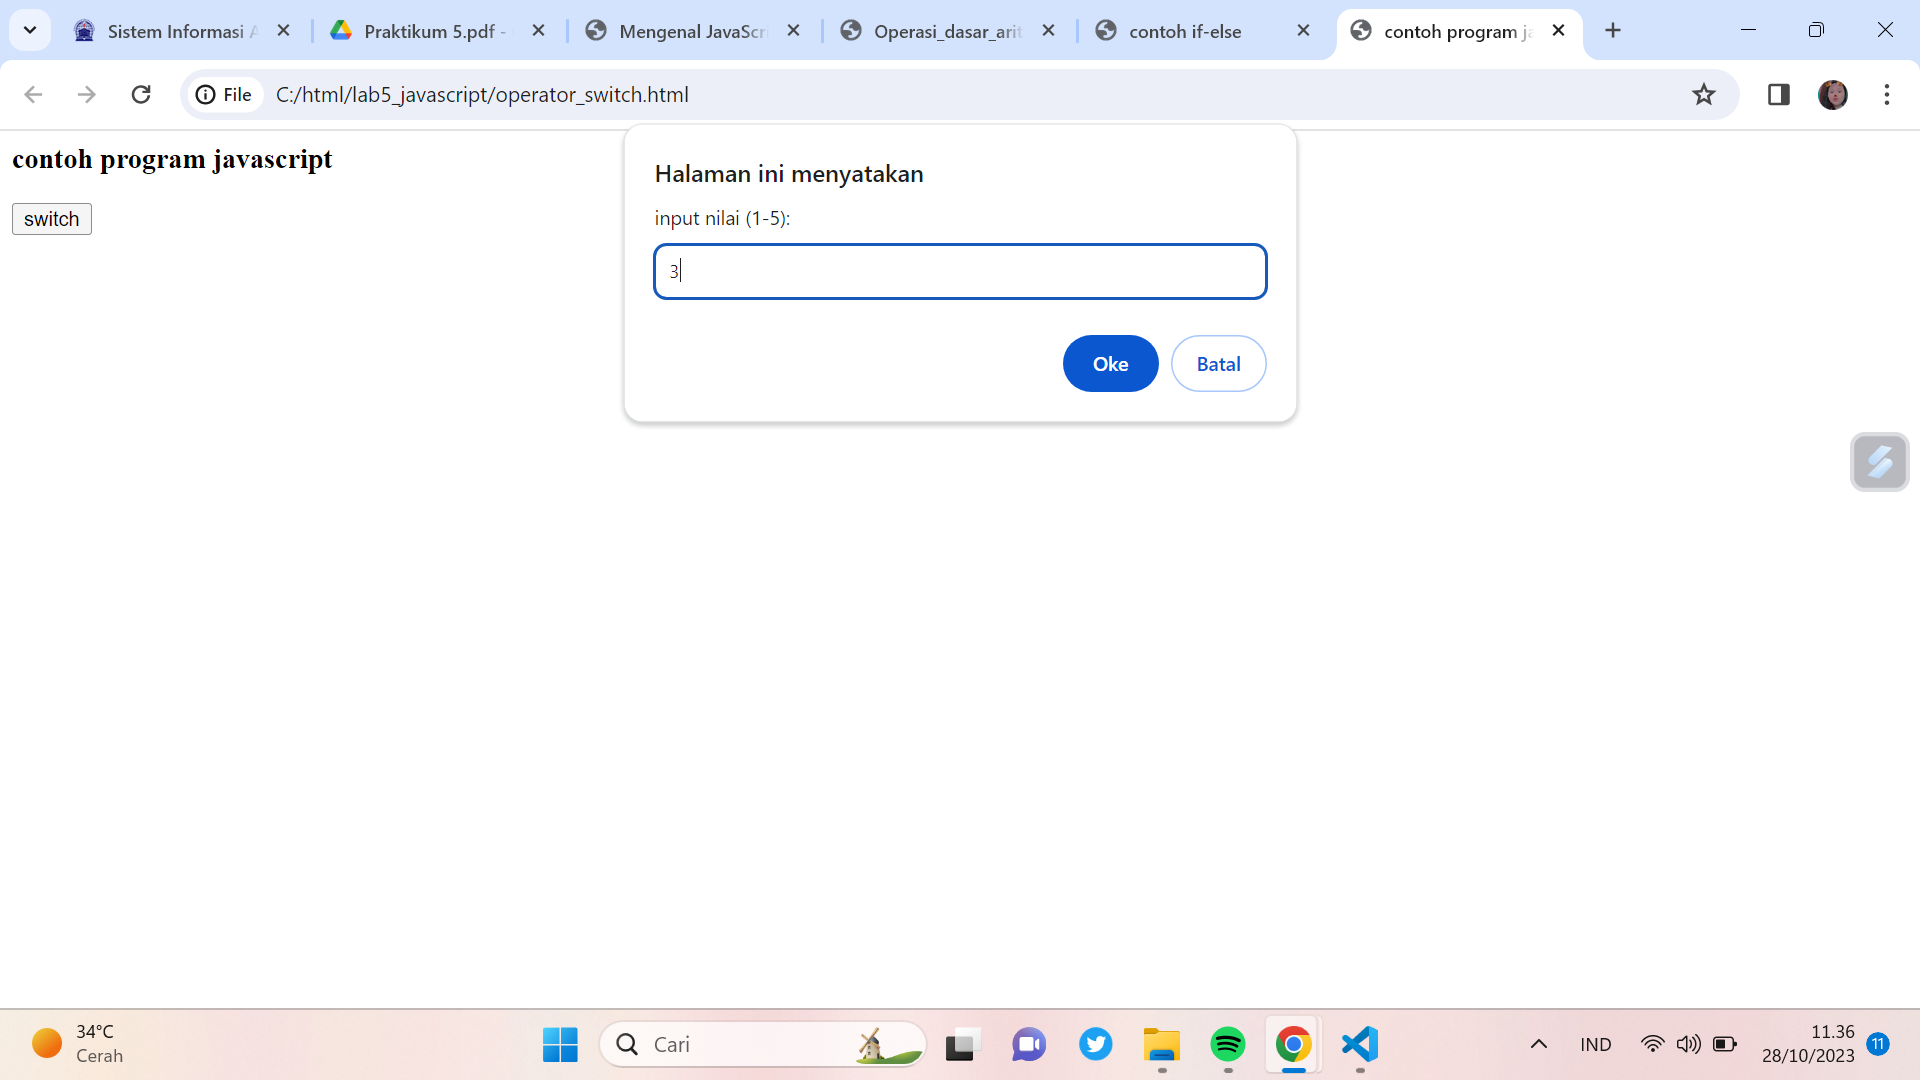 Sistem Informasi A
Praktikum 5.pdf -
Mengenal JavaScri
Operasi_dasar_arit
contoh if-else
contoh program ja
File
C:/html/lab5_javascript/operator_switch.html
contoh program javascript
switch
Halaman ini menyatakan
input nilai (1-5):
3
Oke
Batal
34°C
Cerah
Cari
IND
11.36
28/10/2023
11